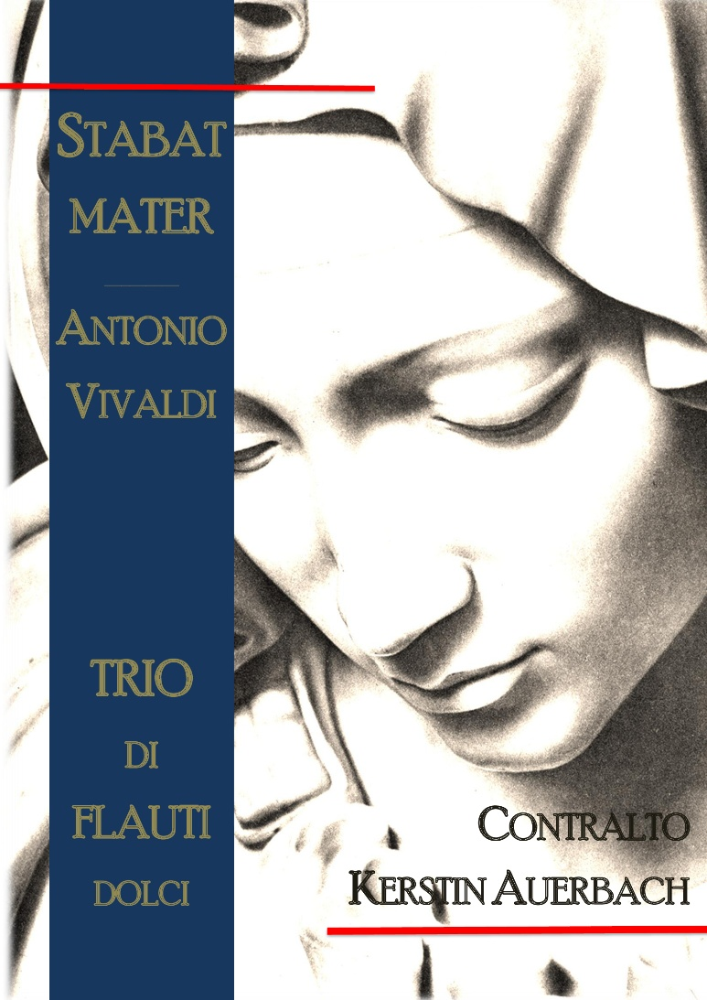 STABAT
MATER
ANTONIO
VIVALDI
TRIO
DI
FLAUTI
DOLCI
CONTRALTO
KERSTIN AUERBACH